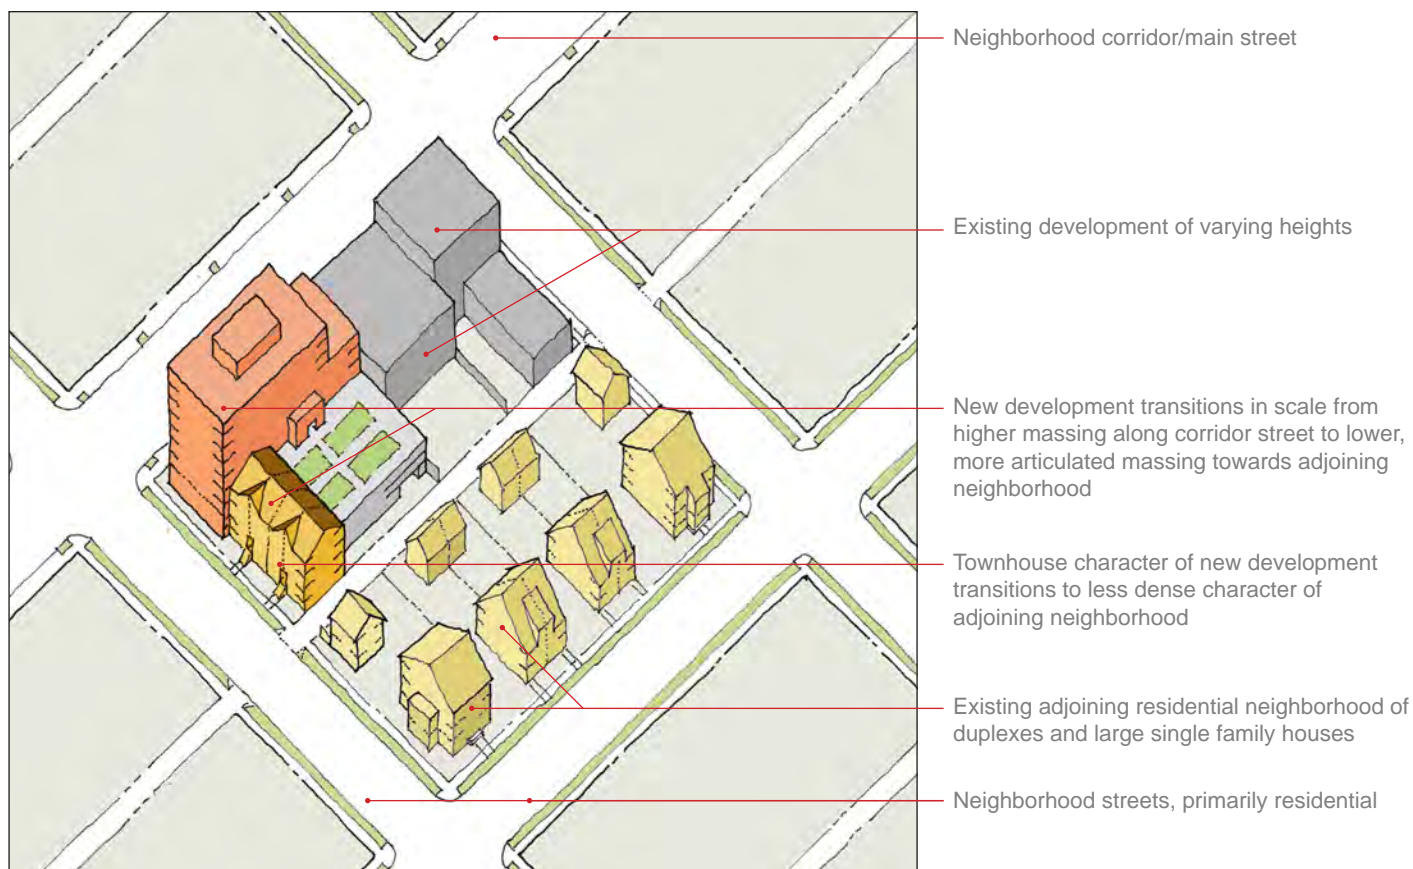 Neighborhood corridor/main street
Existing development of varying heights
New development transitions in scale from
higher massing along corridor street to lower,
more articulated massing towards adjoining
neighborhood
Townhouse character of new development
transitions to less dense character of
adjoining neighborhood
Existing adjoining residential neighborhood of
duplexes and large single family houses
Neighborhood streets, primarily residential